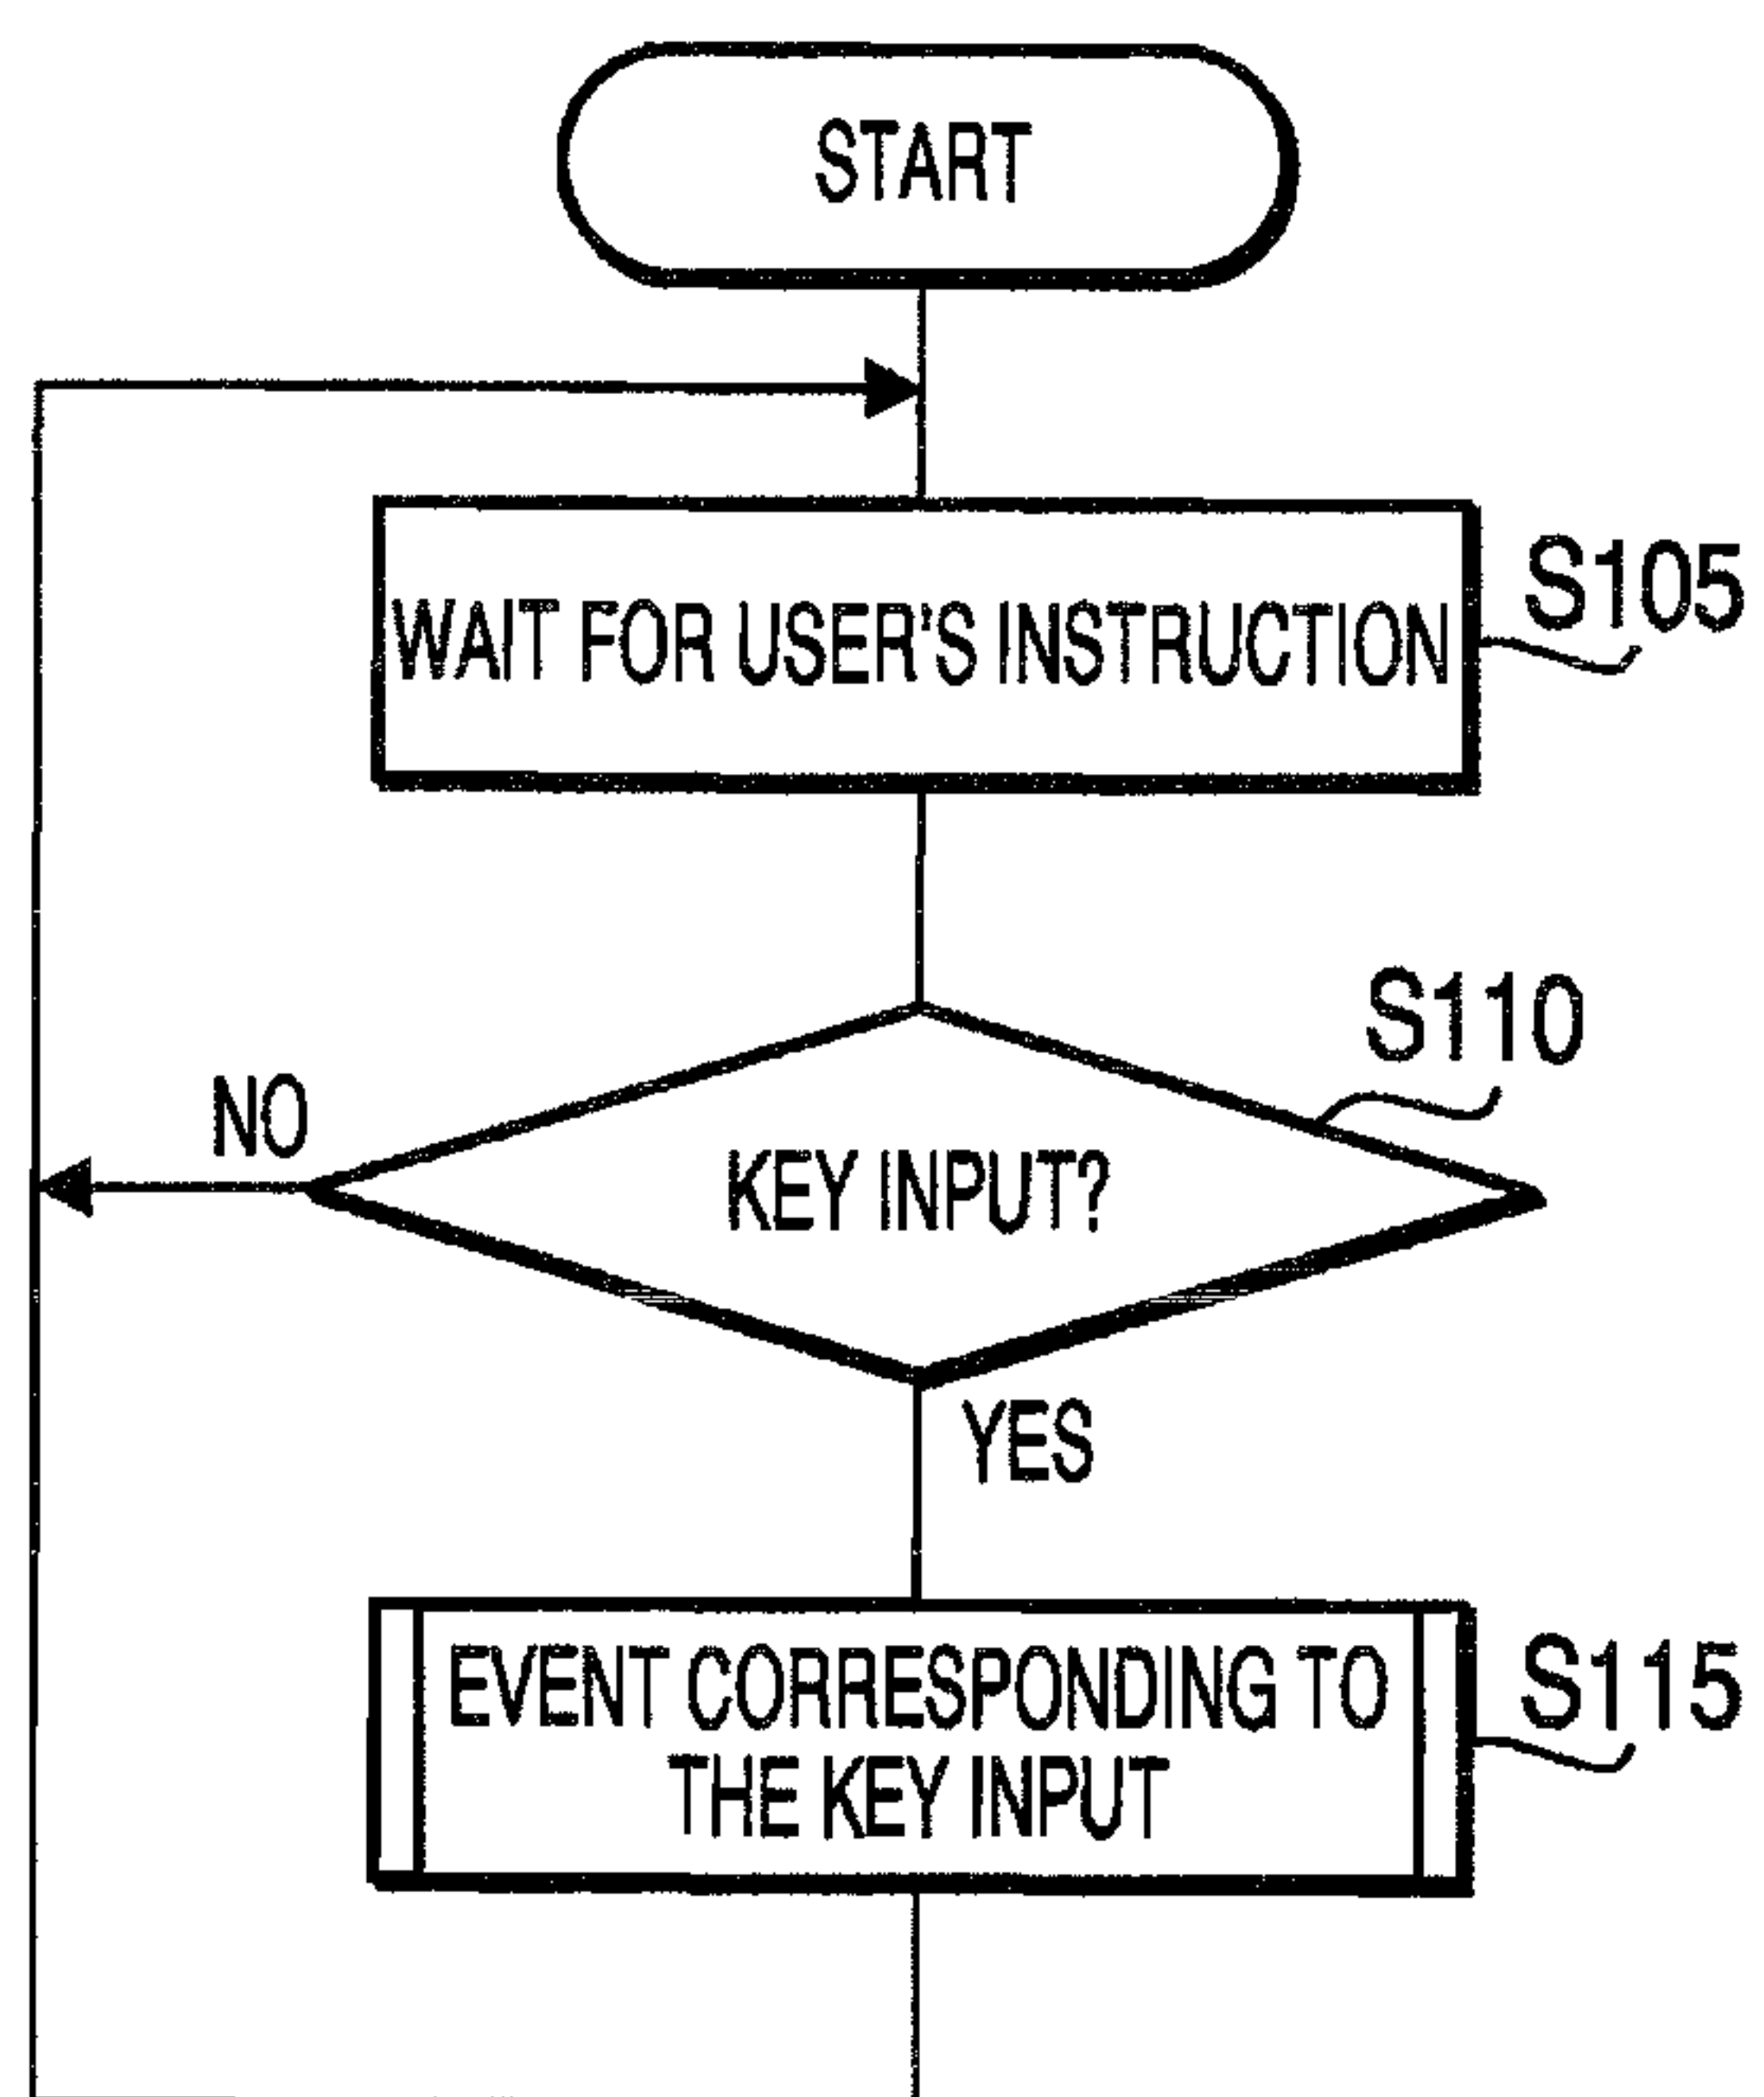 START
WAIT FOR USER'S INSTRUCTION
S105
S110
NO
KEY INPUT?
YES
EVENT CORRESPONDING TO
THE KEY INPUT
S115